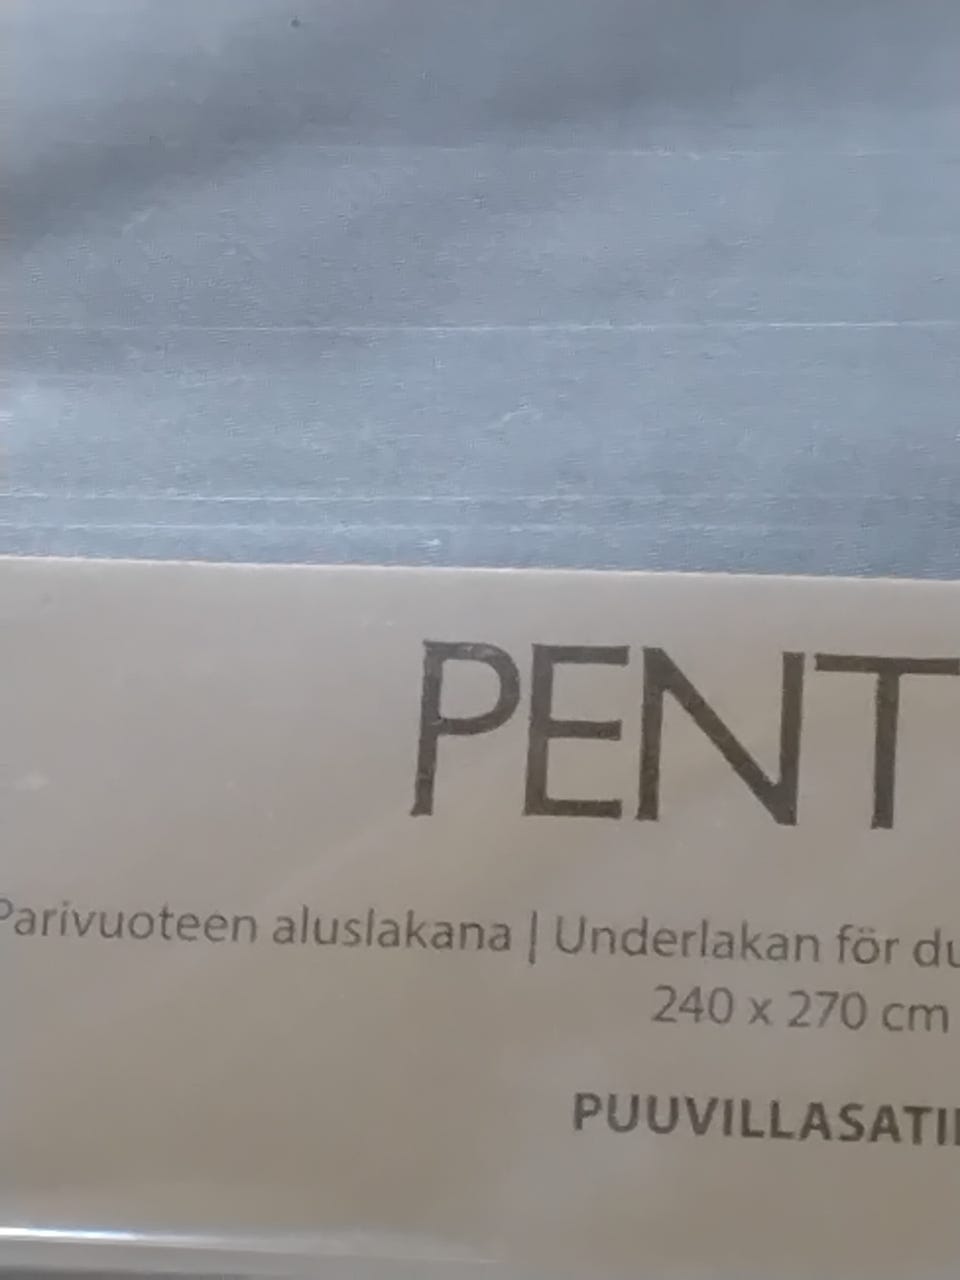 PENT
Parivuoteen aluslakana | Underlakan för du
240 x 270 cm
PUUVILLASATI